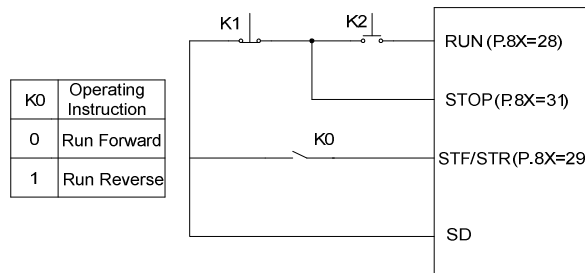 K1
K2
RUN (P.8X=28)
STOP(P.8X=31)
K0
STF/STR(P.8X=29
SD
K0 Operating Instruction
0 Run Forward
1 Run Reverse